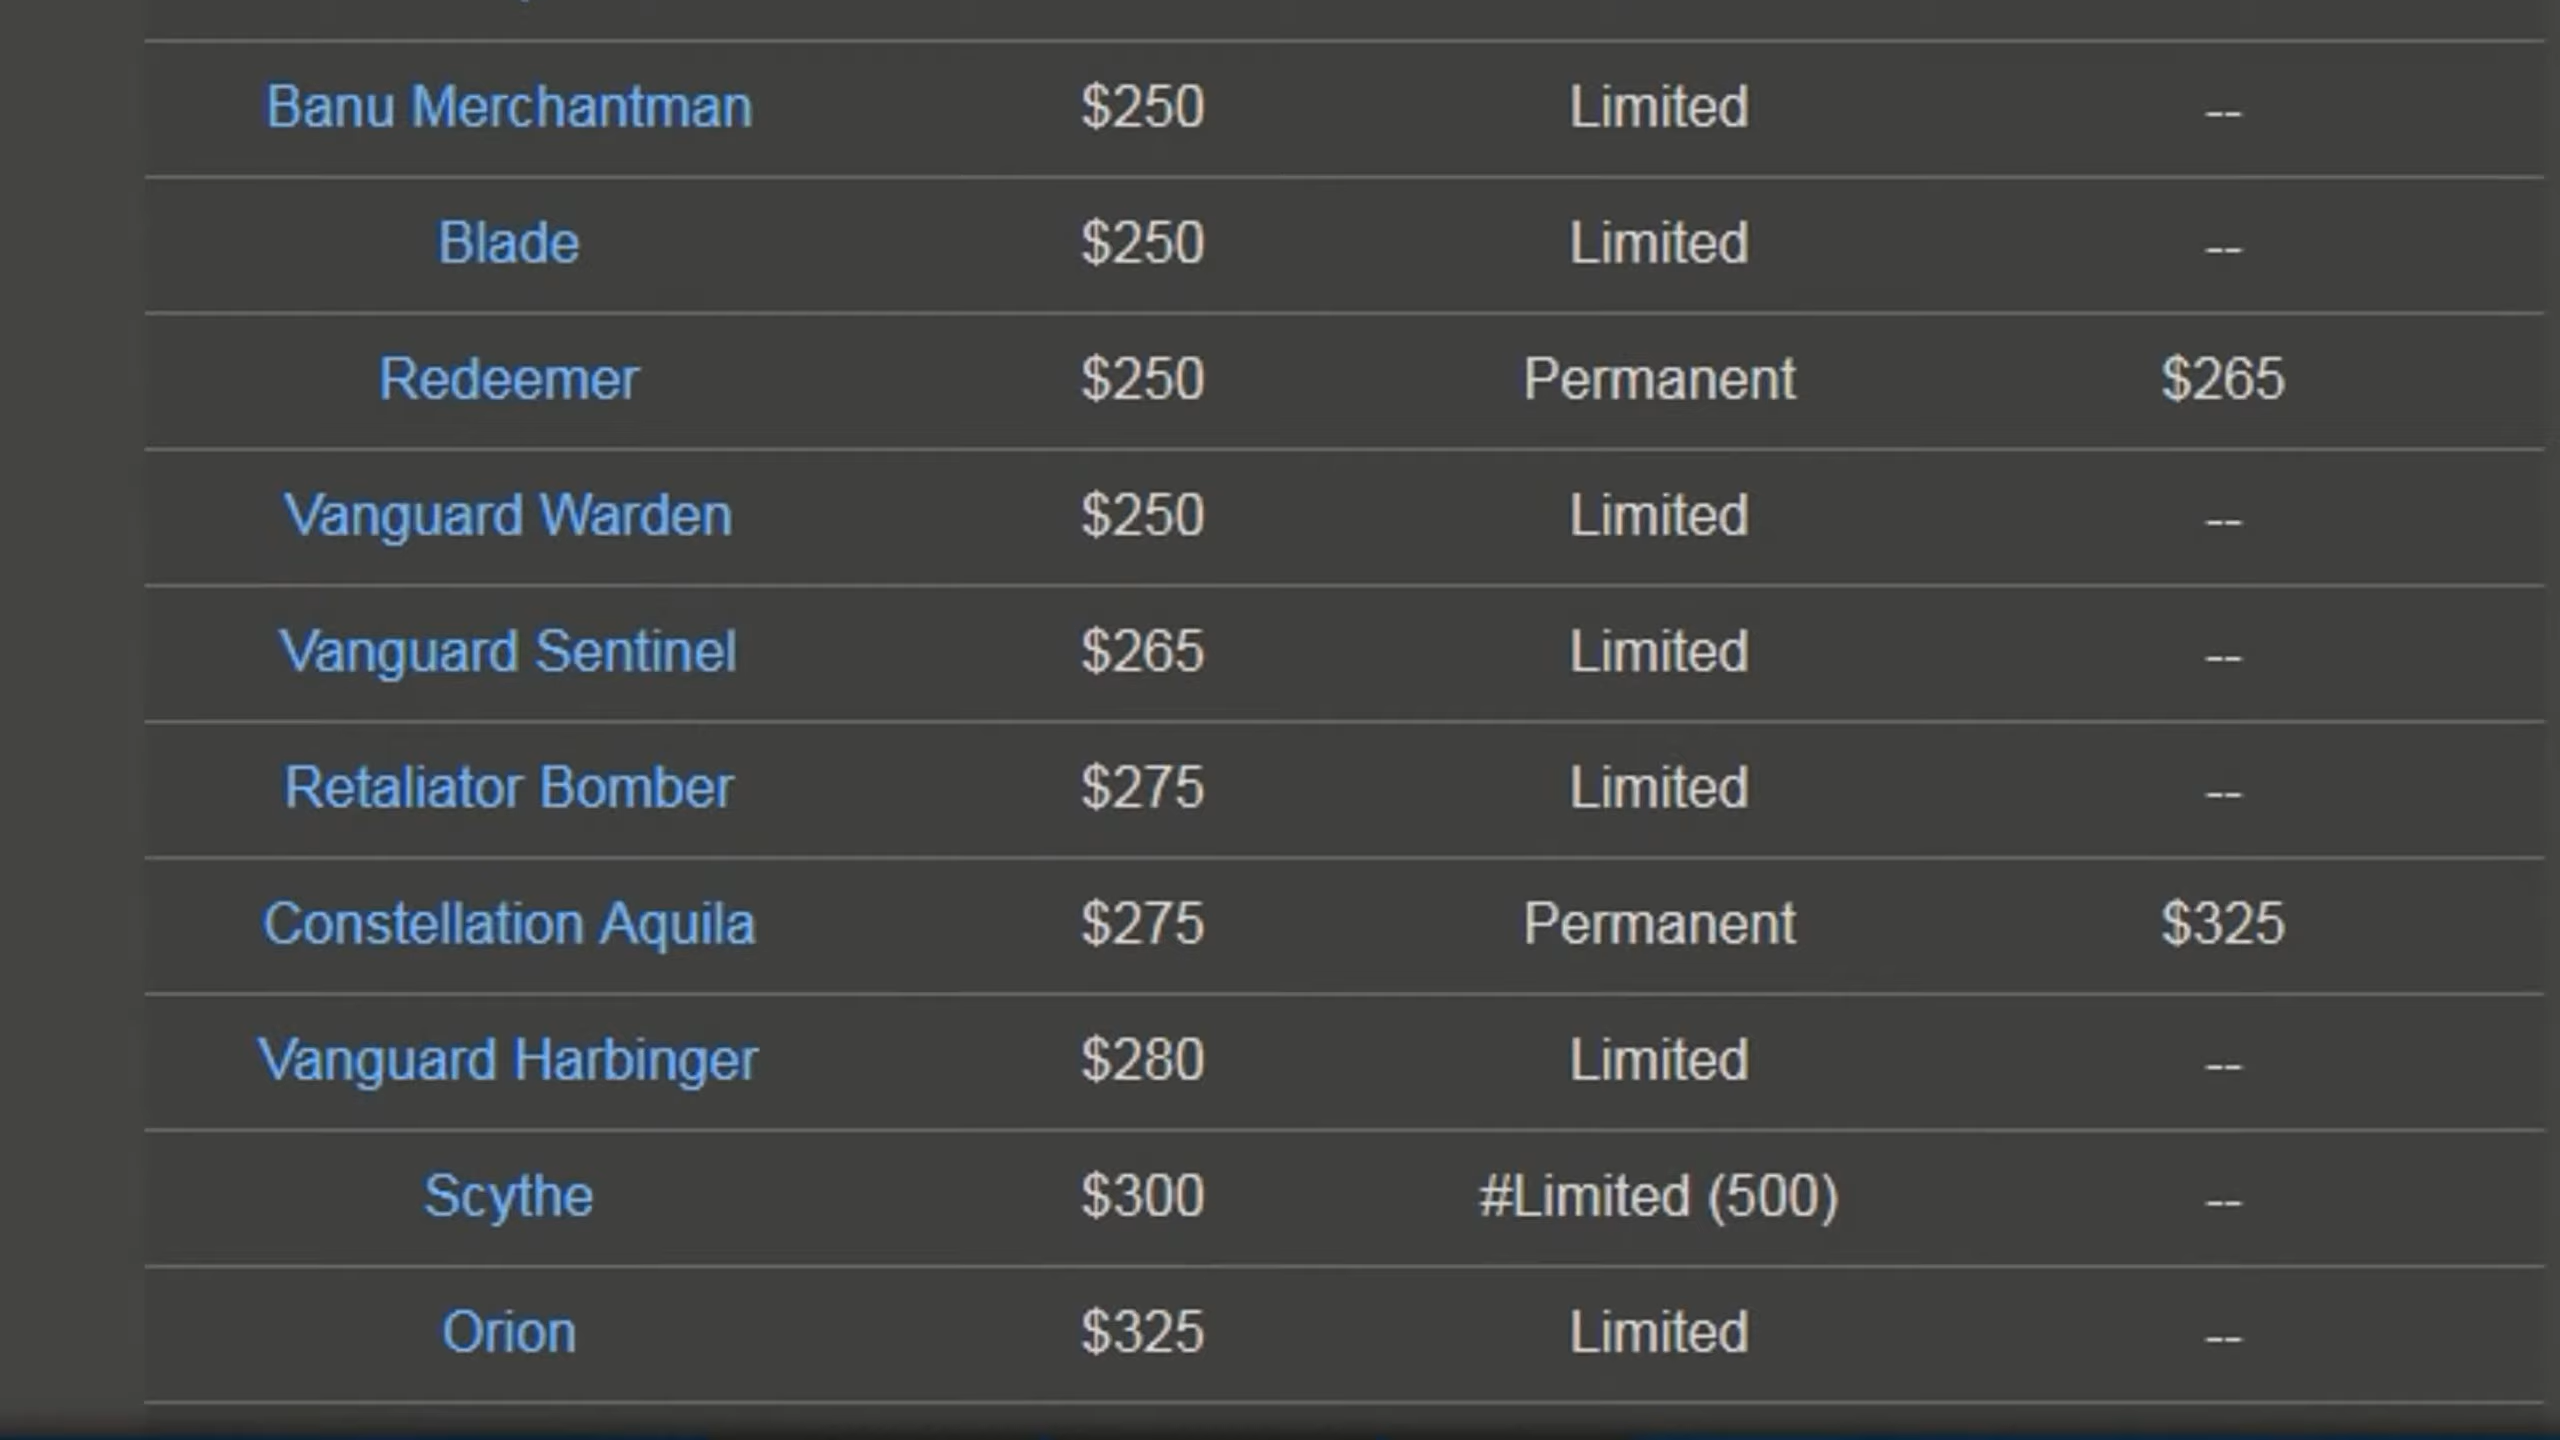 Banu Merchantman $250 Limited --
Blade $250 Limited --
Redeemer $250 Permanent $265
Vanguard Warden $250 Limited --
Vanguard Sentinel $265 Limited --
Retaliator Bomber $275 Limited --
Constellation Aquila $275 Permanent $325
Vanguard Harbinger $280 Limited --
Scythe $300 #Limited (500) --
Orion $325 Limited --